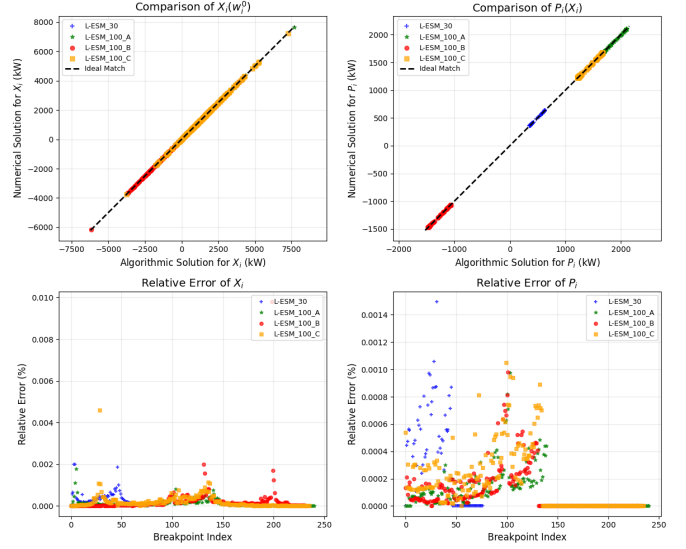 Comparison of X_i(w_i^0)
L-ESM_30
L-ESM_100_A
L-ESM_100_B
L-ESM_100_C
Ideal Match
8000
6000
4000
2000
0
−2000
−4000
−6000
Numerical Solution for X_i (kW)
−7500 −5000 −2500 0 2500 5000 7500
Algorithmic Solution for X_i (kW)
Comparison of P_i(X_i)
L-ESM_30
L-ESM_100_A
L-ESM_100_B
L-ESM_100_C
Ideal Match
2000
1500
1000
500
0
−500
−1000
−1500
Numerical Solution for P_i (kW)
−2000 −1000 0 1000 2000
Algorithmic Solution for P_i (kW)
Relative Error of X_i
L-ESM_30
L-ESM_100_A
L-ESM_100_B
L-ESM_100_C
0.010
0.008
0.006
0.004
0.002
0.000
Relative Error (%)
0 50 100 150 200 250
Breakpoint Index
Relative Error of P_i
L-ESM_30
L-ESM_100_A
L-ESM_100_B
L-ESM_100_C
0.0014
0.0012
0.0010
0.0008
0.0006
0.0004
0.0002
0.0000
Relative Error (%)
0 50 100 150 200 250
Breakpoint Index